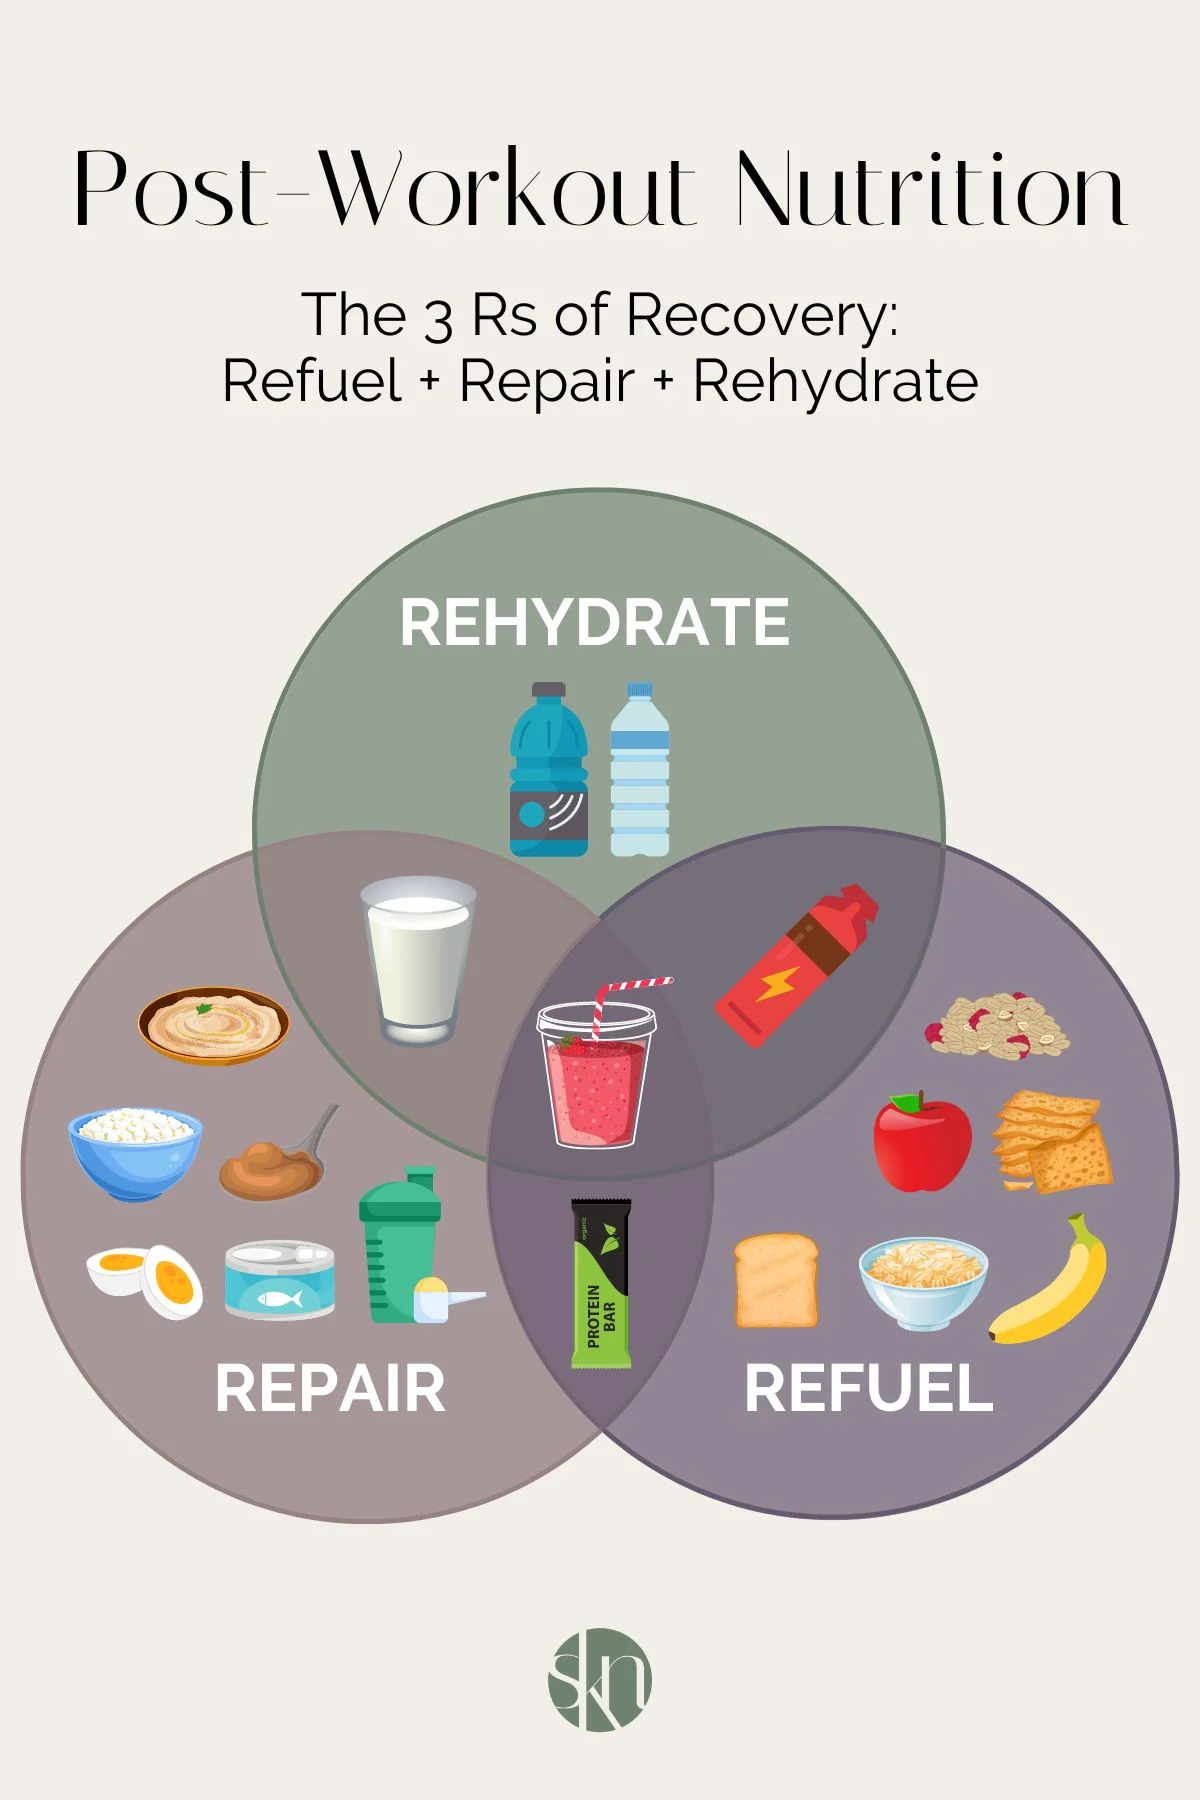 Post-Workout Nutrition
The 3 Rs of Recovery:
Refuel + Repair + Rehydrate
REHYDRATE
organic
PROTEIN
BAR
REPAIR
REFUEL
skn